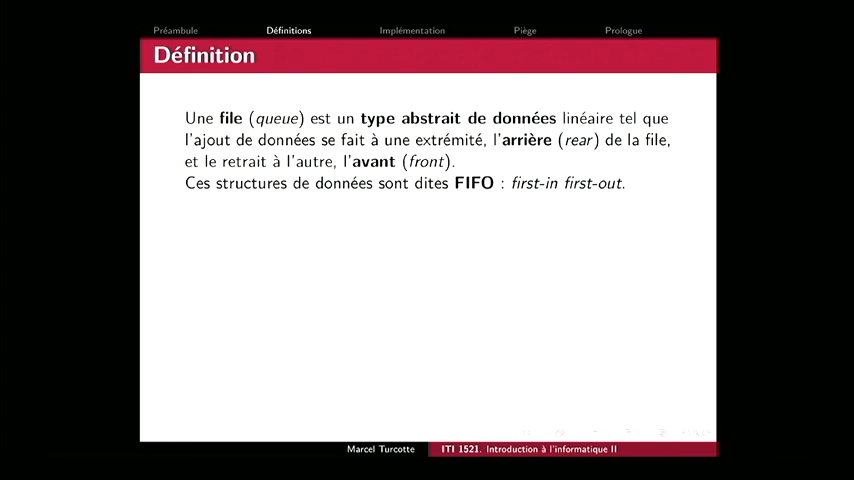 Préambule Définitions Implémentation Piège Prologue
Définition
Une file (queue) est un type abstrait de données linéaire tel que
l'ajout de données se fait à une extrémité, l'arrière (rear) de la file,
et le retrait à l'autre, l'avant (front).
Ces structures de données sont dites FIFO : first-in first-out.
Marcel Turcotte ITI 1521. Introduction à l'informatique II